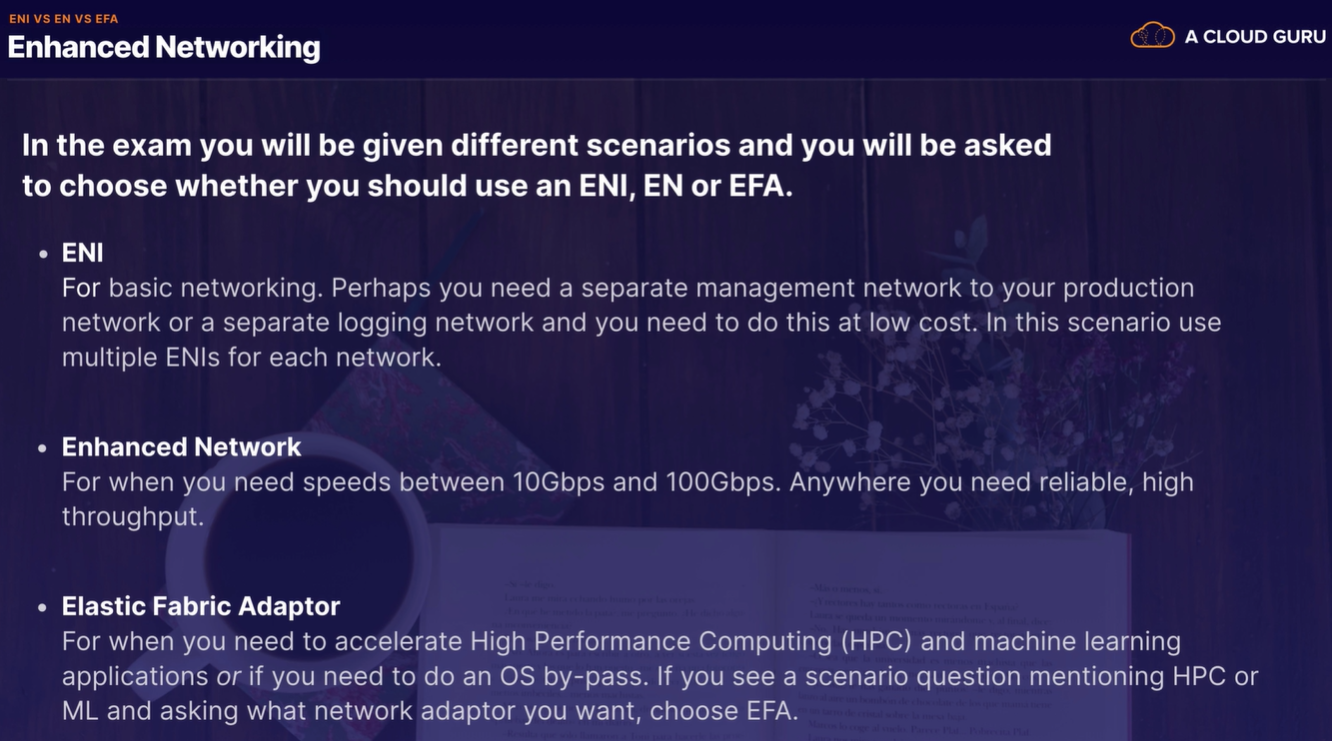 ENI VS EN VS EFA
Enhanced Networking
A CLOUD GURU
In the exam you will be given different scenarios and you will be asked
to choose whether you should use an ENI, EN or EFA.
• ENI
For basic networking. Perhaps you need a separate management network to your production
network or a separate logging network and you need to do this at low cost. In this scenario use
multiple ENIs for each network.
• Enhanced Network
For when you need speeds between 10Gbps and 100Gbps. Anywhere you need reliable, high
throughput.
• Elastic Fabric Adaptor
For when you need to accelerate High Performance Computing (HPC) and machine learning
applications or if you need to do an OS by-pass. If you see a scenario question mentioning HPC or
ML and asking what network adaptor you want, choose EFA.